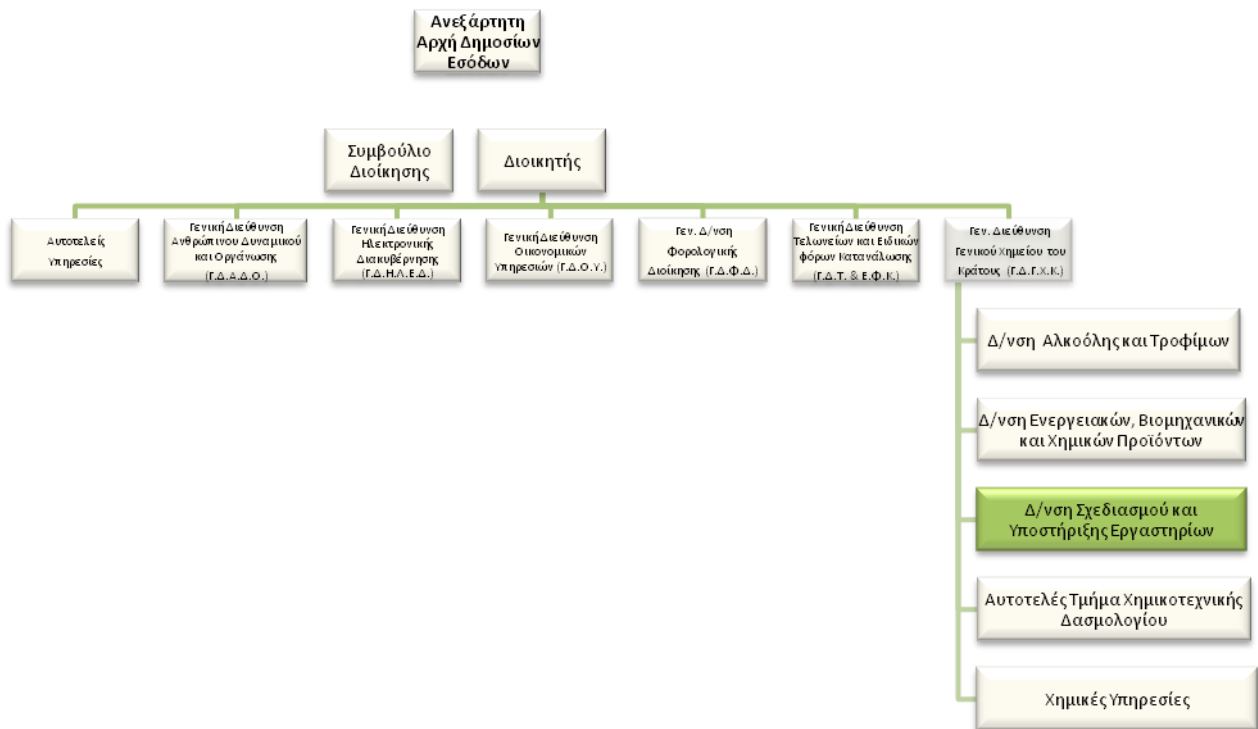 Ανεξάρτητη
Αρχή Δημοσίων
Εσόδων
Συμβούλιο
Διοίκησης
Διοικητής
Αυτοτελείς
Υπηρεσίες
Γενική Διεύθυνση
Ανθρώπινου Δυναμικού
και Οργάνωσης
(Γ.Δ.Α.Δ.Ο.)
Γενική Διεύθυνση
Ηλεκτρονικής
Διακυβέρνησης
(Γ.Δ.Η.Λ.Ε.Δ.)
Γενική Διεύθυνση
Οικονομικών
Υπηρεσιών (Γ.Δ.Ο.Υ.)
Γεν. Δ/νση
Φορολογικής
Διοίκησης (Γ.Δ.Φ.Δ.)
Γενική Διεύθυνση
Τελωνείων και Ειδικών
φόρων Κατανάλωσης
(Γ.Δ.Τ. & Ε.Φ.Κ.)
Γεν. Διεύθυνση
Γενικού Χημείου του
Κράτους (Γ.Δ.Γ.Χ.Κ.)
Δ/νση Αλκοόλης και Τροφίμων
Δ/νση Ενεργειακών, Βιομηχανικών
και Χημικών Προϊόντων
Δ/νση Σχεδιασμού και
Υποστήριξης Εργαστηρίων
Αυτοτελές Τμήμα Χημικοτεχνικής
Δασμολογίου
Χημικές Υπηρεσίες